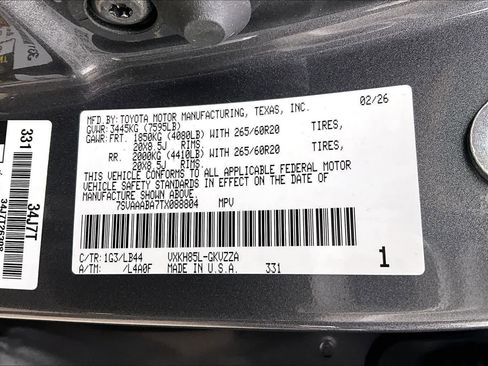 MFD.BY:TOYOTA MOTOR MANUFACTURING, TEXAS, INC. 02/26
GVWR:3445KG (7595LB)
GAWR:FRT. 1850KG (4080LB) WITH 265/60R20 TIRES,
20X8.5J RIMS.
RR. 2000KG (4410LB) WITH 265/60R20 TIRES,
20X8.5J RIMS.
THIS VEHICLE CONFORMS TO ALL APPLICABLE FEDERAL MOTOR
VEHICLE SAFETY STANDARDS IN EFFECT ON THE DATE OF
MANUFACTURE SHOWN ABOVE.
7SVAAABA7TX088804 MPV
C/TR:1G3/LB44 VXKH85L-GKVZZA
A/TM: /L4A0F MADE IN U.S.A. 331 1
331
34J7T